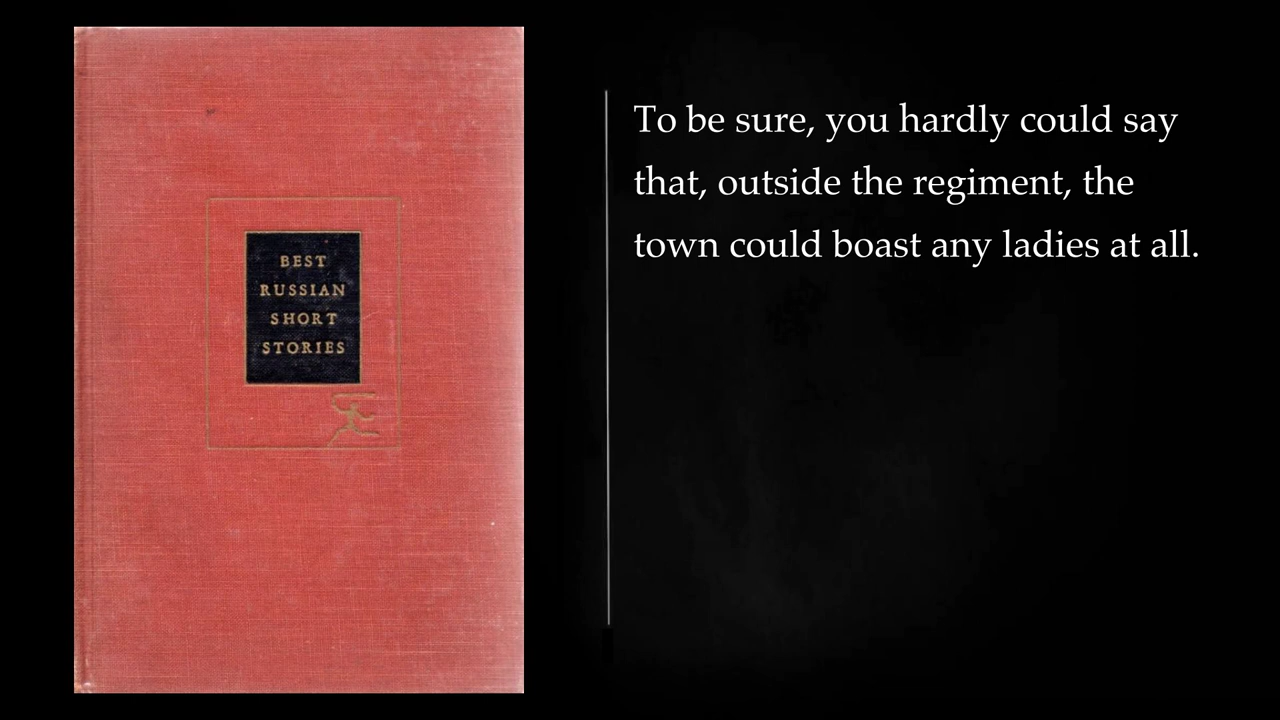 BEST
RUSSIAN
SHORT
STORIES
To be sure, you hardly could say
that, outside the regiment, the
town could boast any ladies at all.